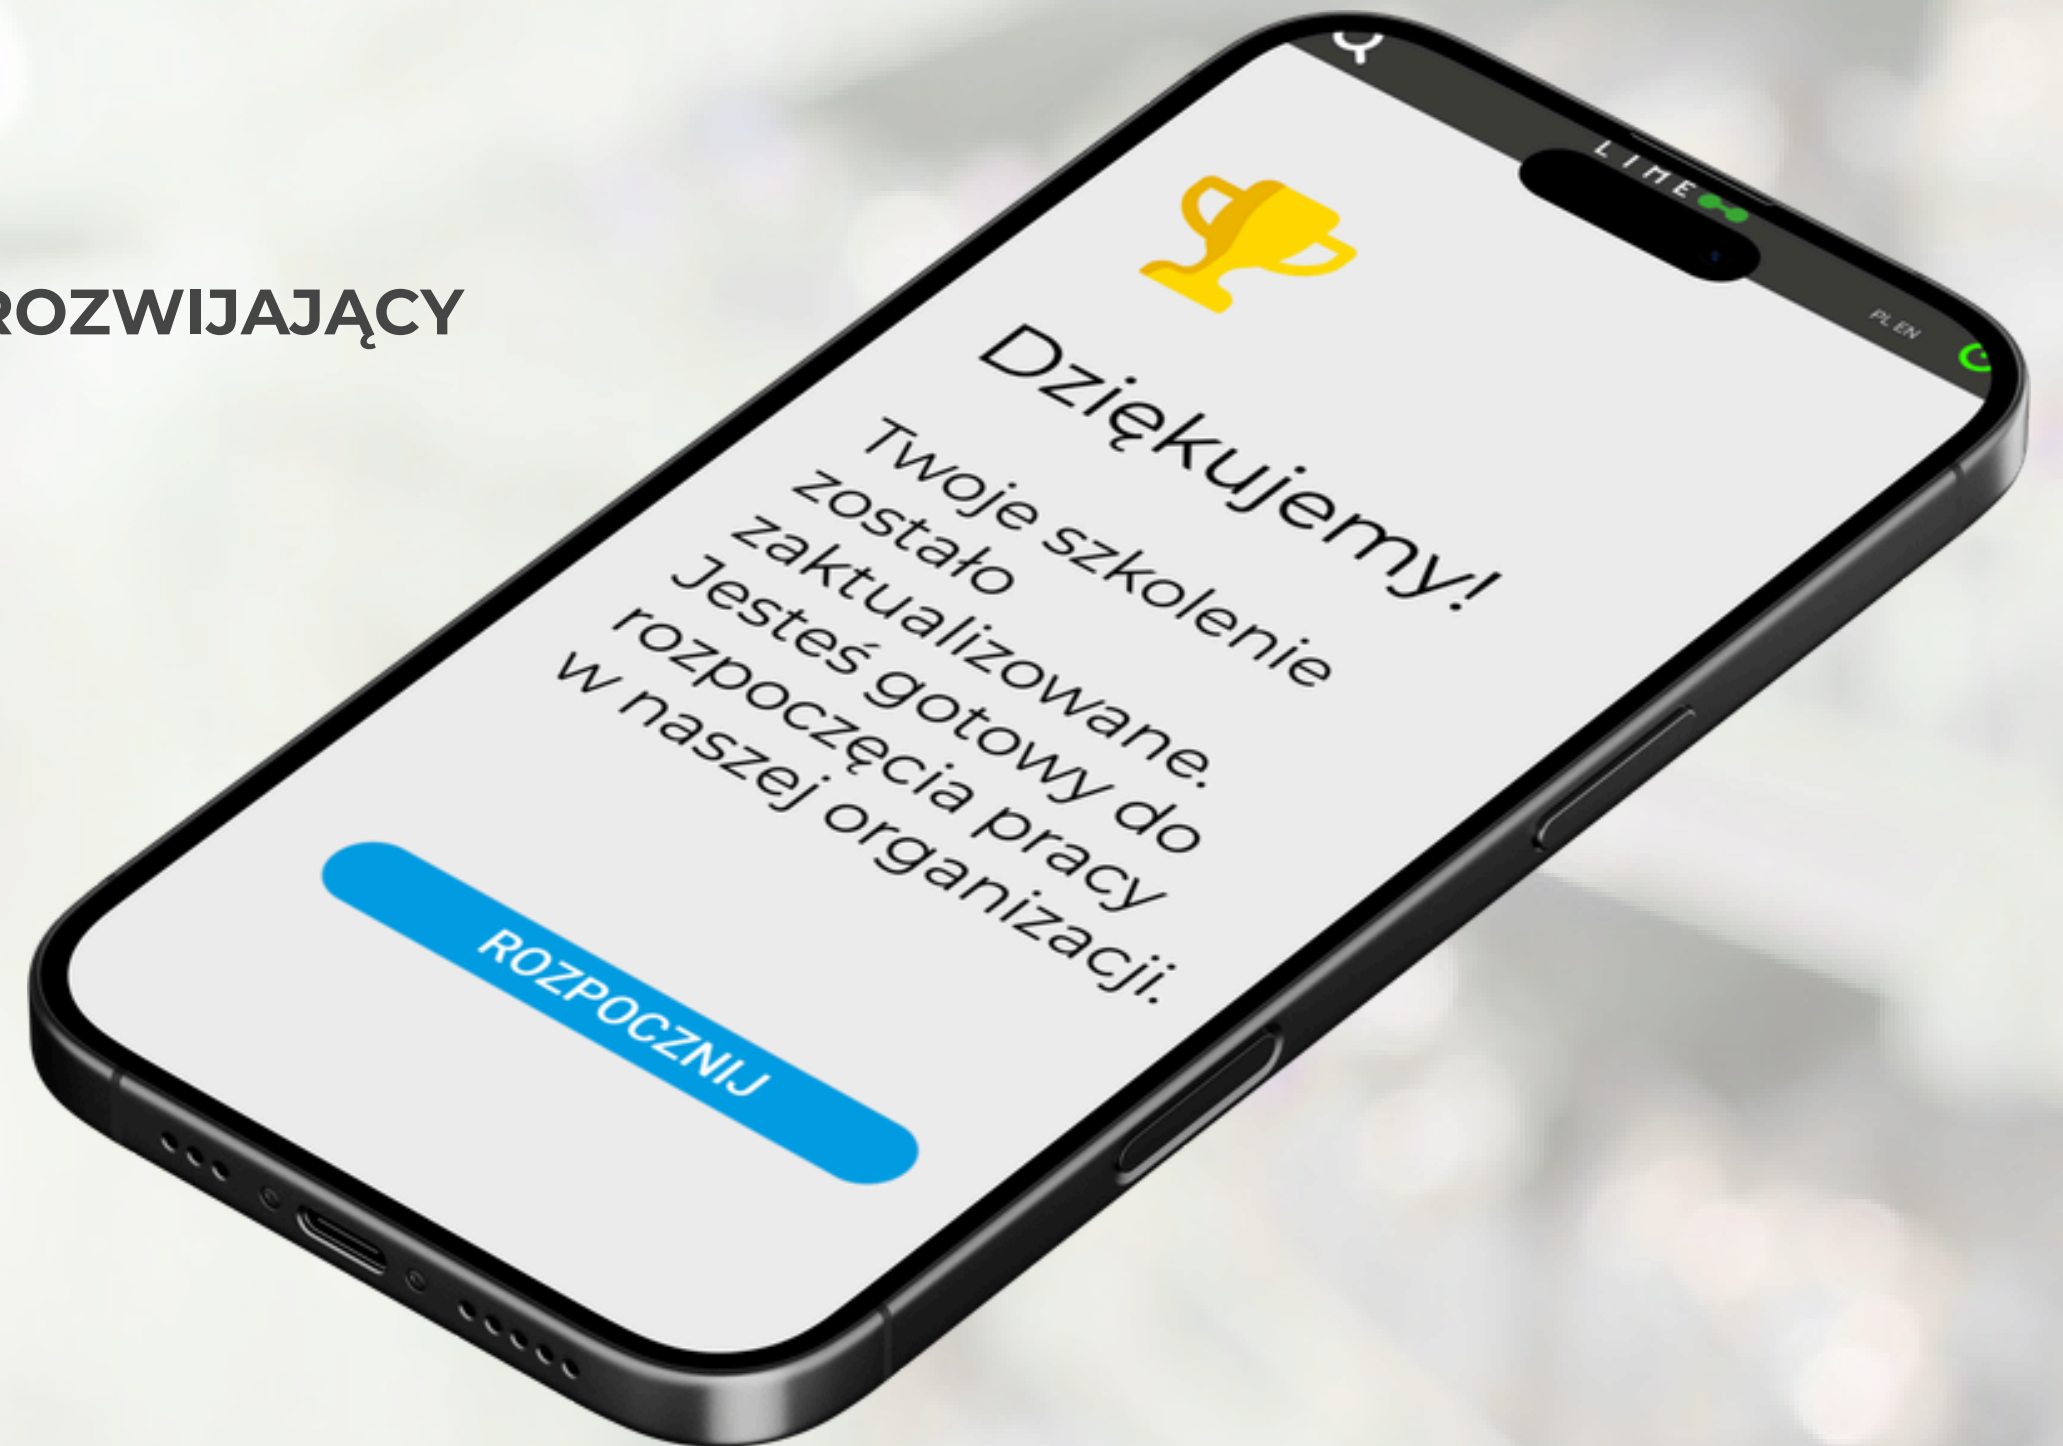 ROZWIJAJĄCY
LIME
PL EN
Dziękujemy!
Twoje szkolenie
zostało
zaktualizowane.
Jesteś gotowy do
rozpoczęcia pracy
w naszej organizacji.
ROZPOCZNIJ